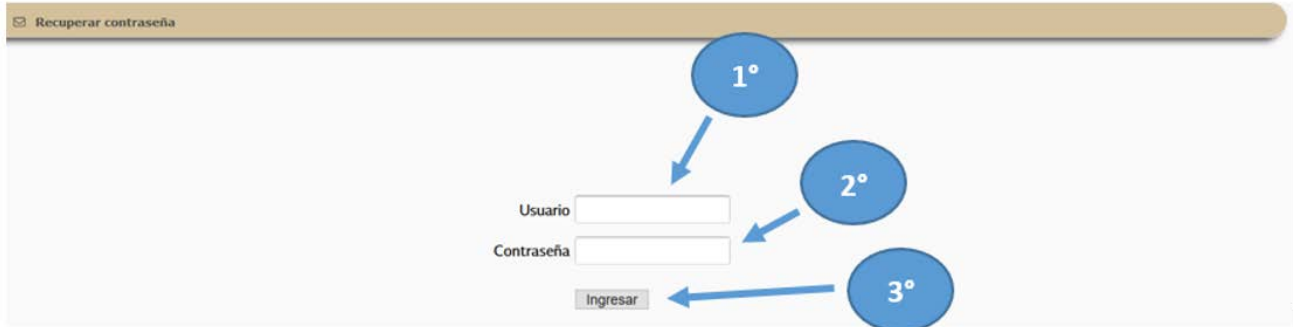 Recuperar contraseña
1°
2°
Usuario
Contraseña
Ingresar
3°